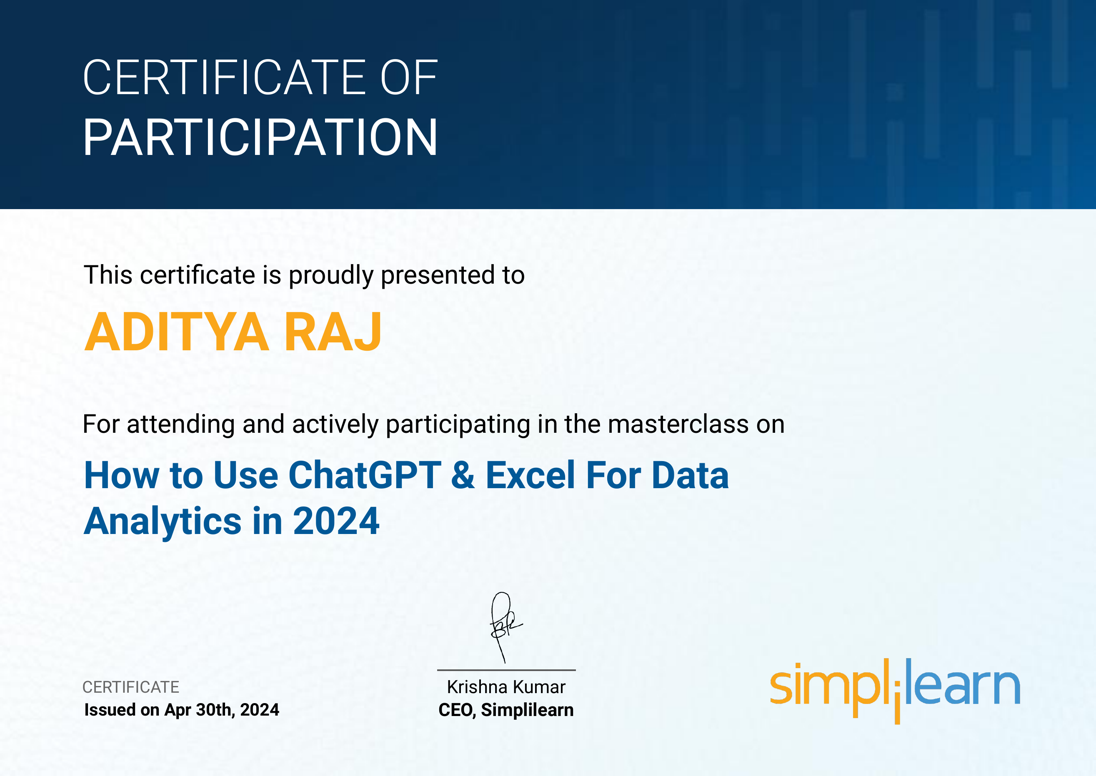 CERTIFICATE OF
PARTICIPATION
This certificate is proudly presented to
ADITYA RAJ
For attending and actively participating in the masterclass on
How to Use ChatGPT & Excel For Data
Analytics in 2024
CERTIFICATE
Issued on Apr 30th, 2024
Krishna Kumar
CEO, Simplilearn
simplilearn